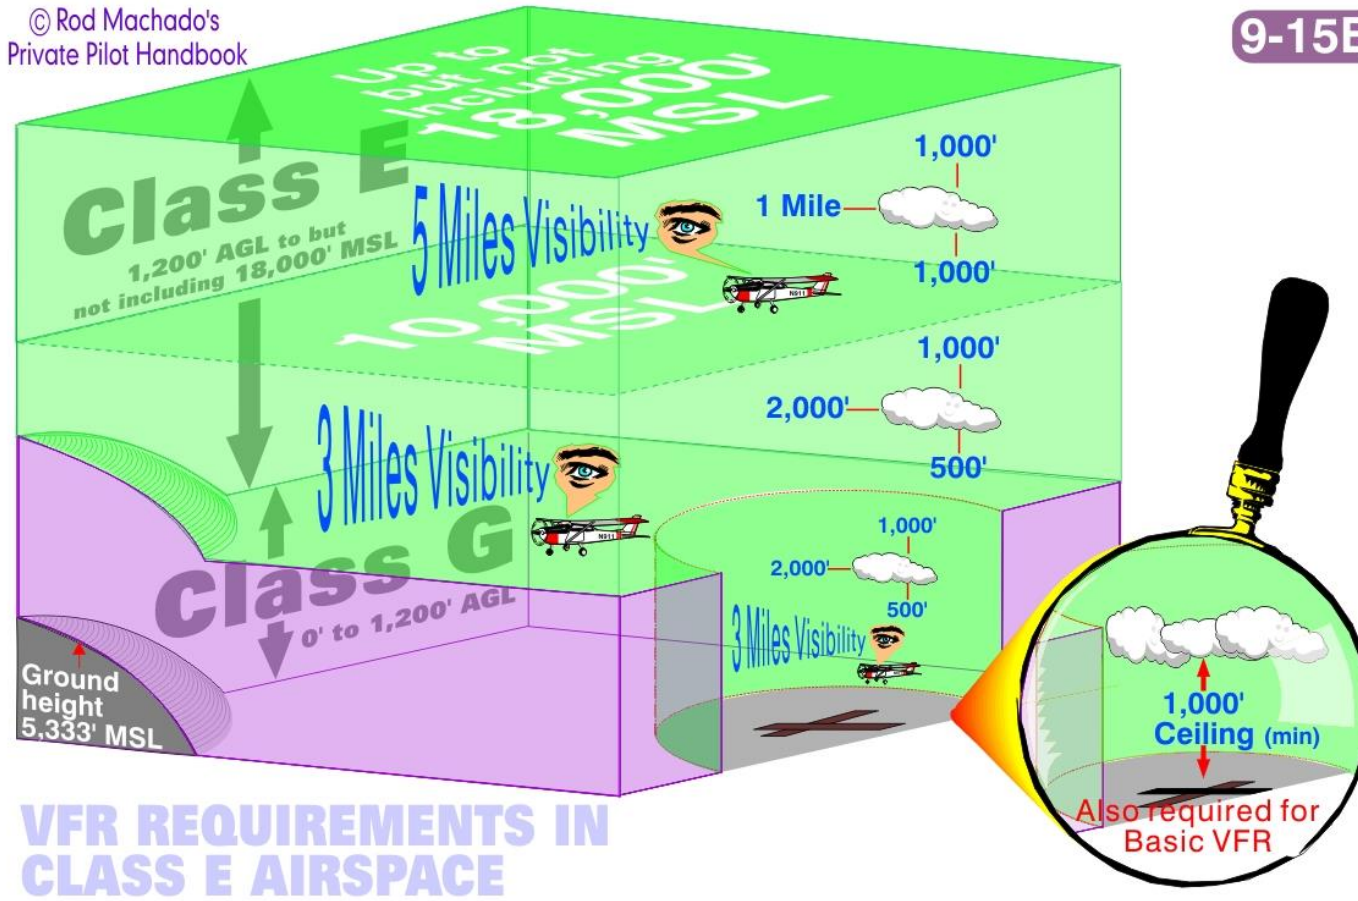 © Rod Machado's
Private Pilot Handbook
9-15B
Up to
but not
including
18,000'
MSL
Class E
1,200' AGL to but
not including 18,000' MSL
5 Miles Visibility
1,000'
1 Mile
1,000'
N911
10,000'
MSL
1,000'
2,000'
500'
3 Miles Visibility
N911
Class G
0' to 1,200' AGL
1,000'
2,000'
500'
3 Miles Visibility
Ground
height
5,333' MSL
1,000'
Ceiling (min)
Also required for
Basic VFR
VFR REQUIREMENTS IN
CLASS E AIRSPACE